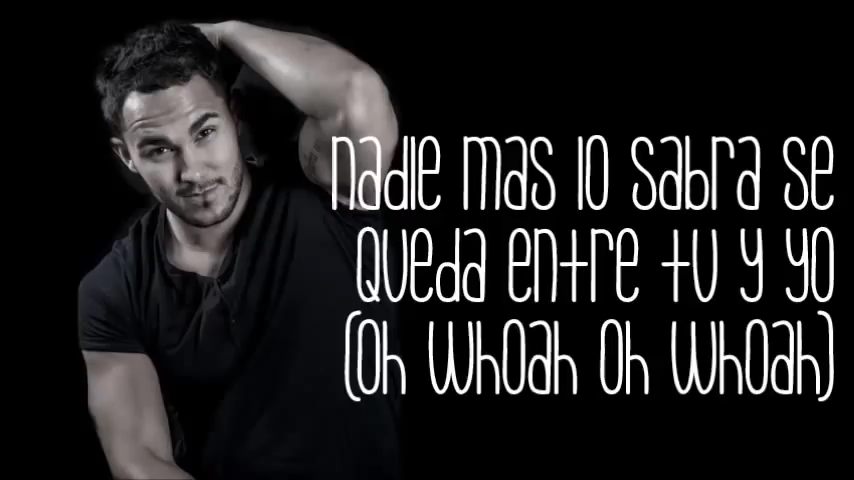 Nadie mas lo sabra se
queda entre tu y yo
(Oh whoah oh whoah)